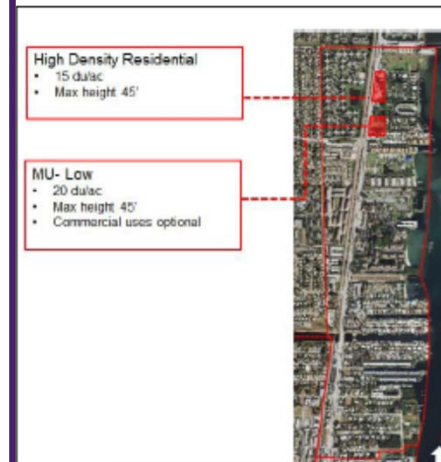 High Density Residential
• 15 du/ac
• Max height 45'
MU- Low
• 20 du/ac
• Max height 45'
• Commercial uses optional